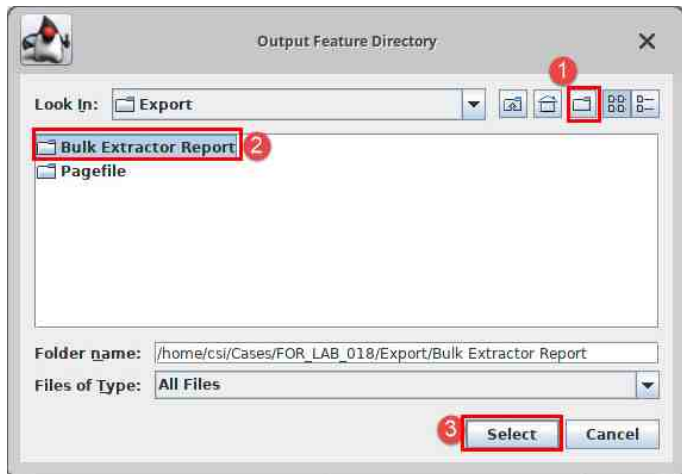 Output Feature Directory
1
Look In: Export
Bulk Extractor Report 2
Pagefile
Folder name: /home/csi/Cases/FOR_LAB_018/Export/Bulk Extractor Report
Files of Type: All Files
3 Select Cancel